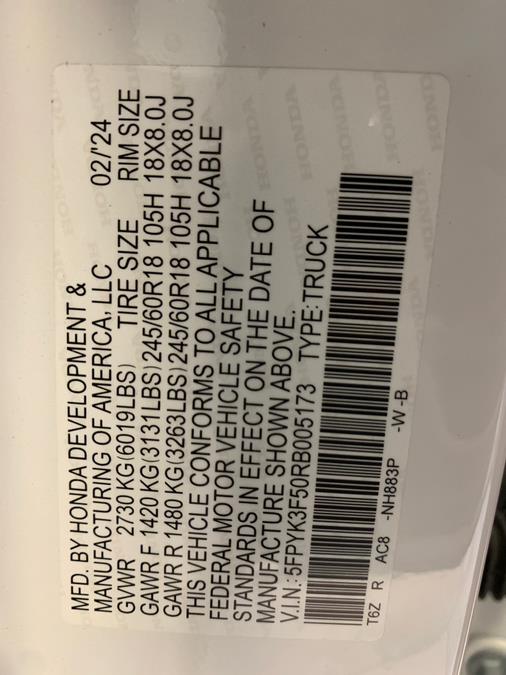 MFD. BY HONDA DEVELOPMENT &
MANUFACTURING OF AMERICA, LLC 02/'24
GVWR 2730 KG(6019LBS) TIRE SIZE RIM SIZE
GAWR F 1420 KG(3131LBS)245/60R18 105H 18X8.0J
GAWR R 1480 KG(3263LBS)245/60R18 105H 18X8.0J
THIS VEHICLE CONFORMS TO ALL APPLICABLE
FEDERAL MOTOR VEHICLE SAFETY
STANDARDS IN EFFECT ON THE DATE OF
MANUFACTURE SHOWN ABOVE.
V.I.N.: 5FPYK3F50RB005173 TYPE:TRUCK
T6Z R AC8 -NH883P -W -B
HONDA